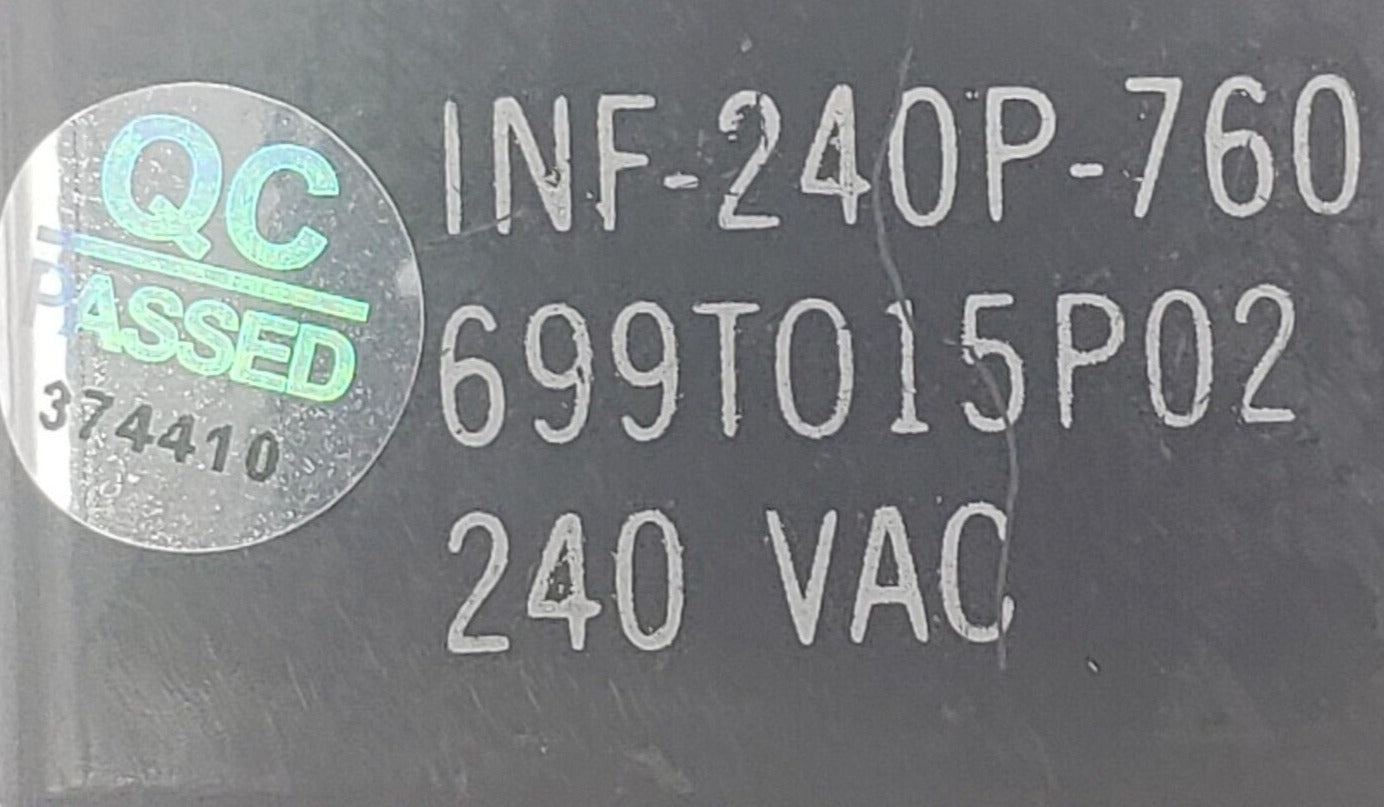 QC
PASSED
374410
INF-240P-760
699T015P02
240 VAC